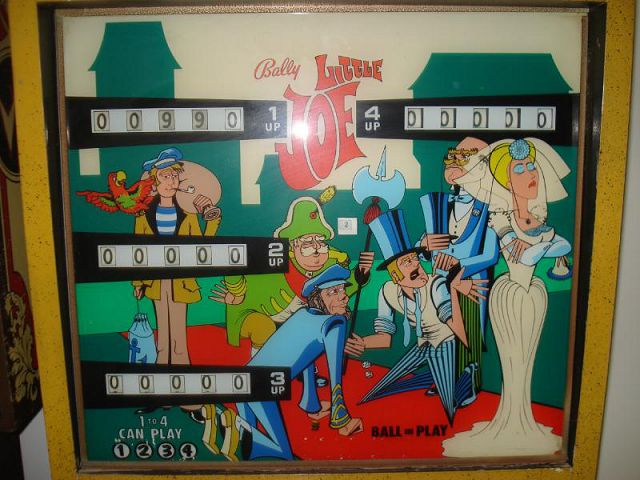 Bally LITTLE
JOE
00990 1 UP
4 UP 00000
00000 2 UP
00000 3 UP
1 TO 4
CAN PLAY
1 2 3 4
BALL IN PLAY